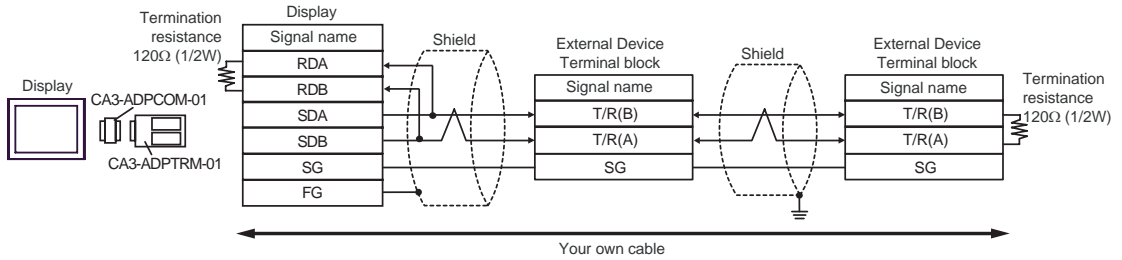 Display
CA3-ADPCOM-01
CA3-ADPTRM-01
Termination
resistance
120Ω (1/2W)
Display
Signal name
RDA
RDB
SDA
SDB
SG
FG
Shield
External Device
Terminal block
Signal name
T/R(B)
T/R(A)
SG
Shield
External Device
Terminal block
Signal name
T/R(B)
T/R(A)
SG
Termination
resistance
120Ω (1/2W)
Your own cable